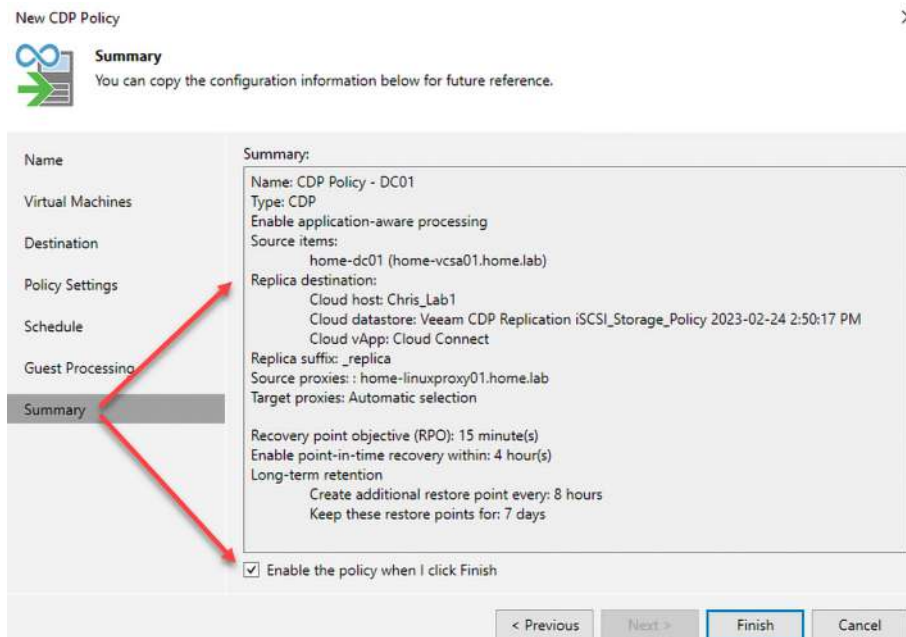 New CDP Policy
Summary
You can copy the configuration information below for future reference.
Name
Virtual Machines
Destination
Policy Settings
Schedule
Guest Processing
Summary
Summary:
Name: CDP Policy - DC01
Type: CDP
Enable application-aware processing
Source items:
home-dc01 (home-vcsa01.home.lab)
Replica destination:
Cloud host: Chris_Lab1
Cloud datastore: Veeam CDP Replication iSCSI_Storage_Policy 2023-02-24 2:50:17 PM
Cloud vApp: Cloud Connect
Replica suffix: _replica
Source proxies: : home-linuxproxy01.home.lab
Target proxies: Automatic selection
Recovery point objective (RPO): 15 minute(s)
Enable point-in-time recovery within: 4 hour(s)
Long-term retention
Create additional restore point every: 8 hours
Keep these restore points for: 7 days
Enable the policy when I click Finish
< Previous
Next >
Finish
Cancel